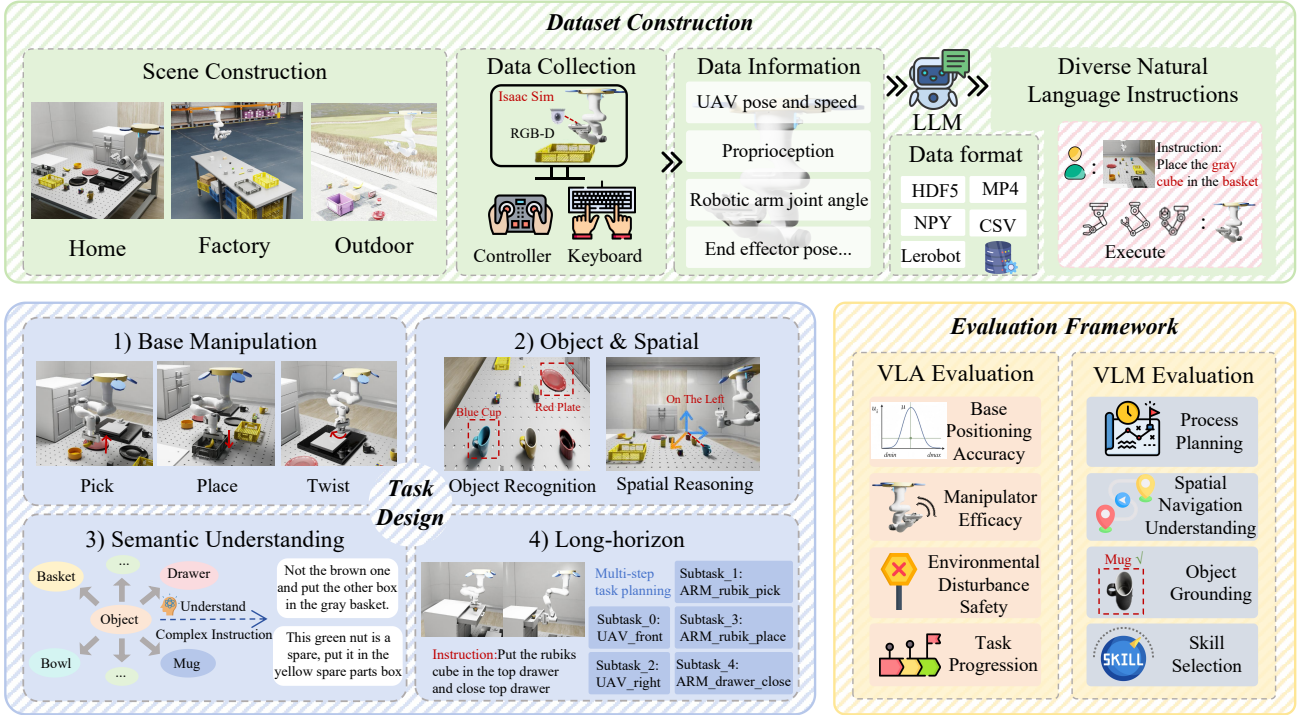 Dataset Construction
Scene Construction
Home
Factory
Outdoor
Data Collection
Isaac Sim
RGB-D
Controller
Keyboard
Data Information
UAV pose and speed
Proprioception
Robotic arm joint angle
End effector pose...
LLM
Data format
HDF5
MP4
NPY
CSV
Lerobot
Diverse Natural
Language Instructions
Instruction:
Place the gray
cube in the basket
Execute
Task
Design
1) Base Manipulation
Pick
Place
Twist
2) Object & Spatial
Blue Cup
Red Plate
On The Left
Object Recognition
Spatial Reasoning
3) Semantic Understanding
...
Basket
Drawer
Object
Bowl
Mug
...
Understand
Complex Instruction
Not the brown one
and put the other box
in the gray basket.
This green nut is a
spare, put it in the
yellow spare parts box
4) Long-horizon
Instruction:Put the rubiks
cube in the top drawer
and close top drawer
Multi-step
task planning
Subtask_0:
UAV_front
Subtask_1:
ARM_rubik_pick
Subtask_2:
UAV_right
Subtask_3:
ARM_rubik_place
Subtask_4:
ARM_drawer_close
Evaluation Framework
VLA Evaluation
u
dmin
dmax
Base
Positioning
Accuracy
Manipulator
Efficacy
Environmental
Disturbance
Safety
Task
Progression
VLM Evaluation
Process
Planning
Spatial
Navigation
Understanding
Mug √
Object
Grounding
SKILL
Skill
Selection